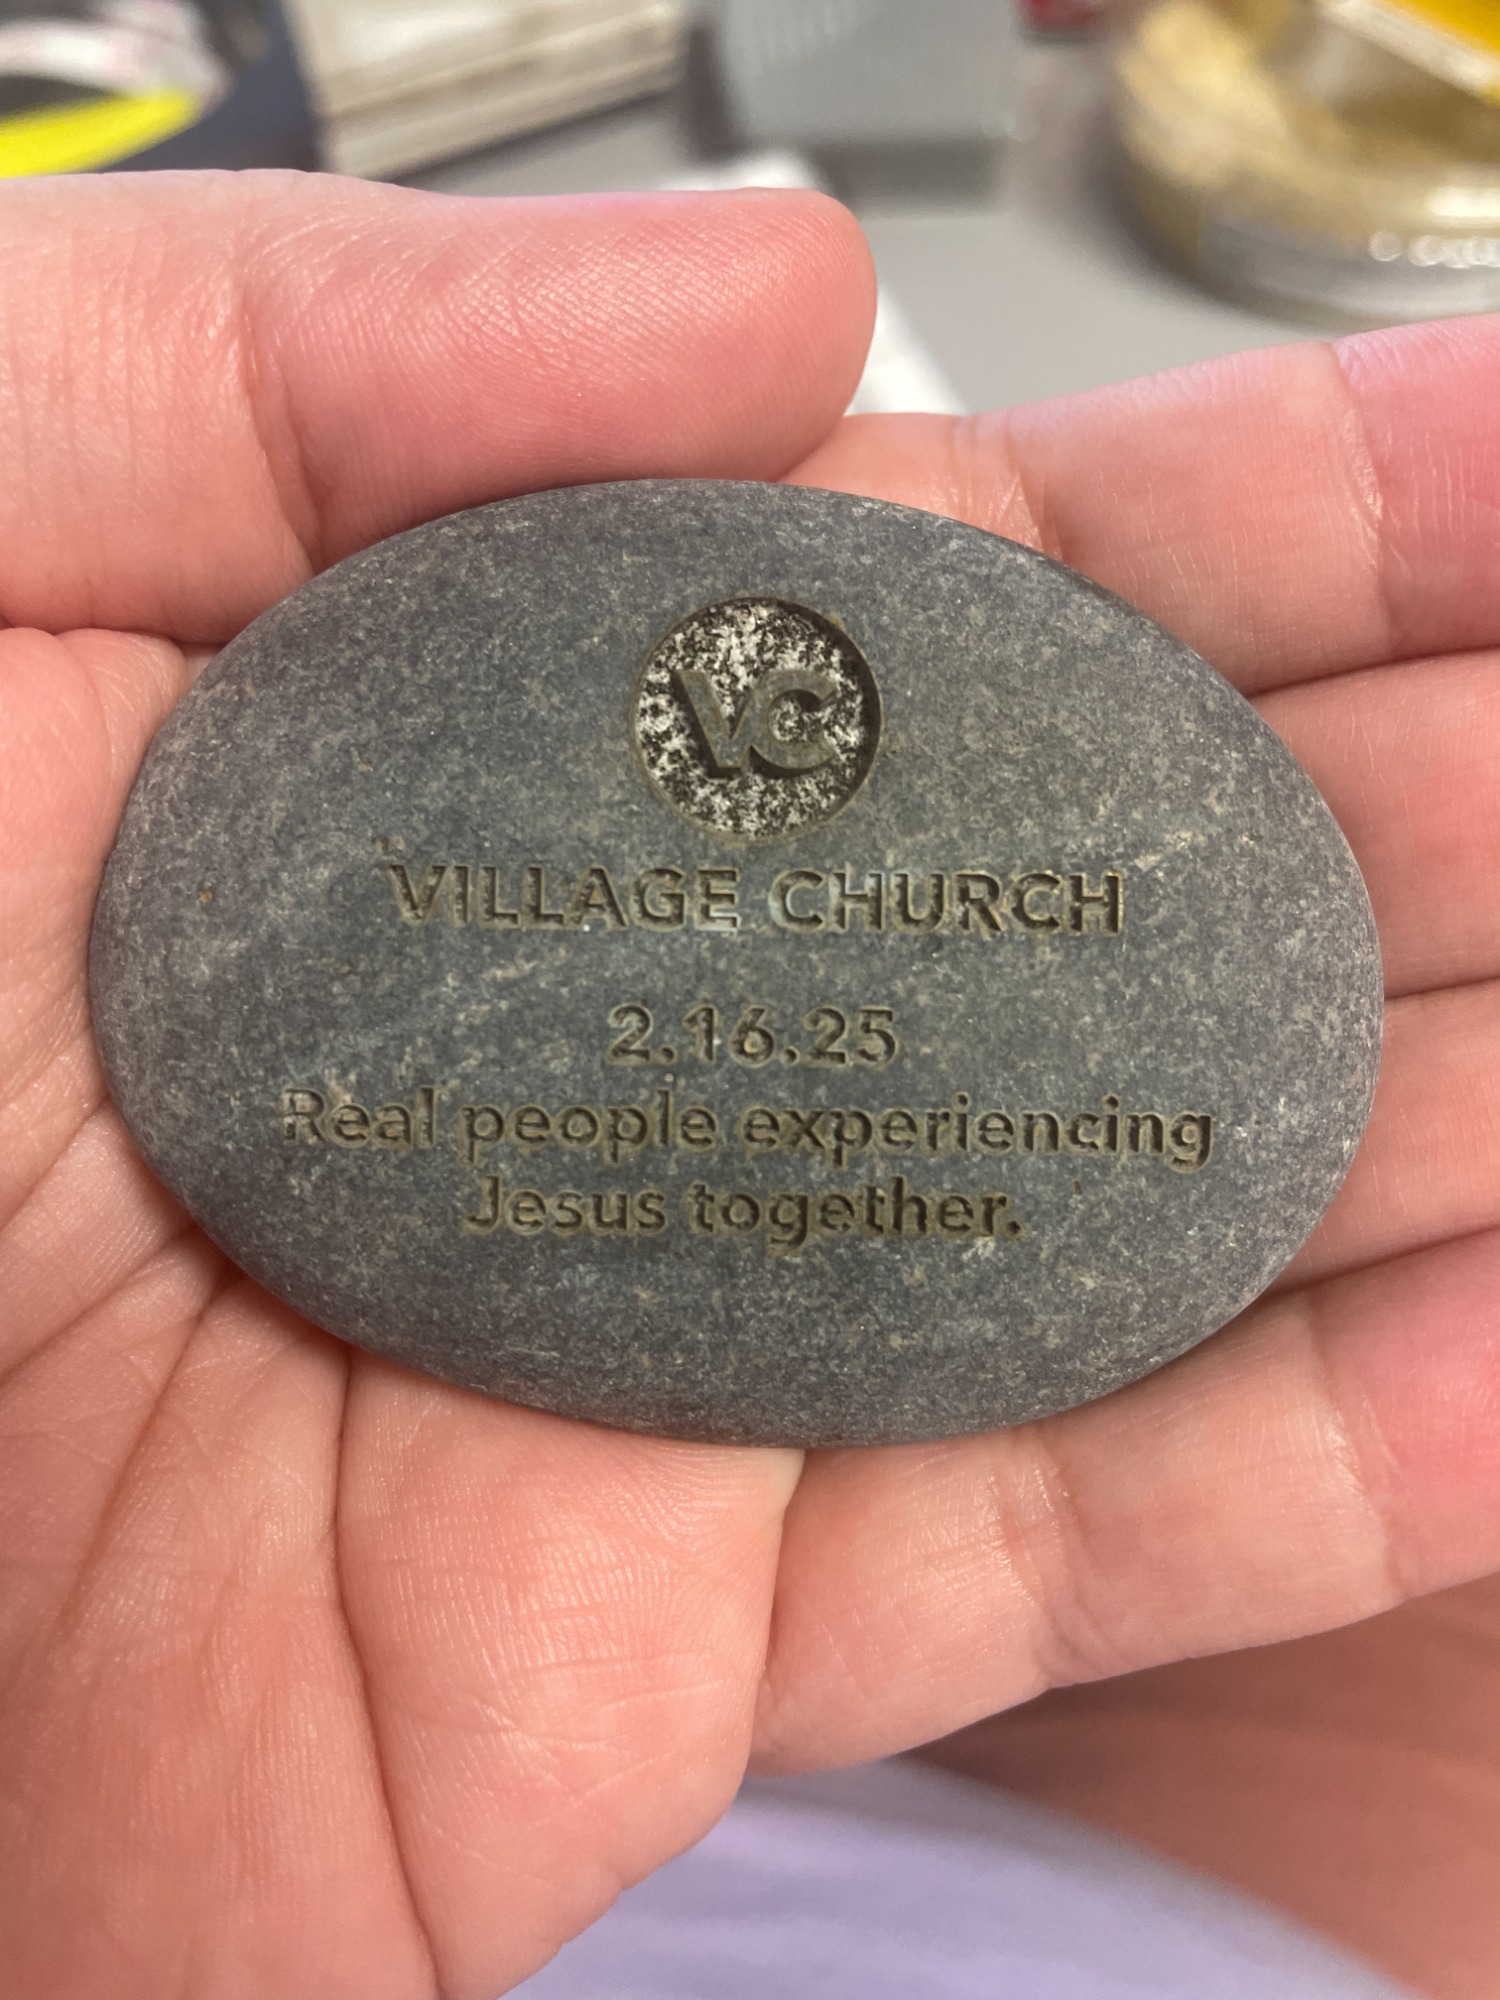 VC
VILLAGE CHURCH
2.16.25
Real people experiencing
Jesus together.